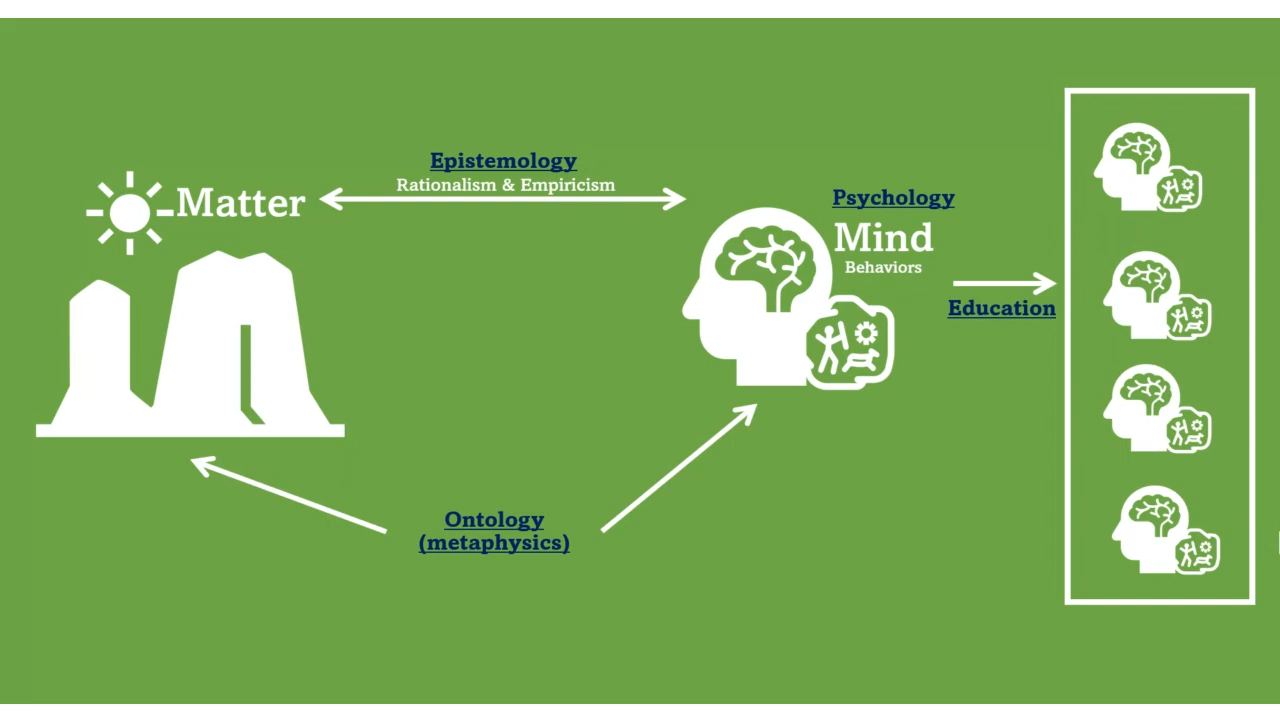 Epistemology
Rationalism & Empiricism
Matter
Psychology
Mind
Behaviors
Education
Ontology
(metaphysics)